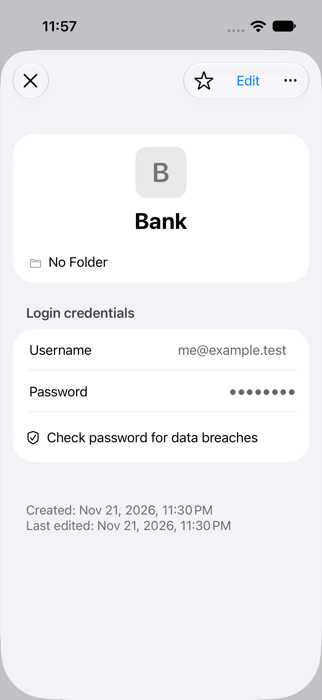 11:57
Edit
B
Bank
No Folder
Login credentials
Username me@example.test
Password ••••••••
Check password for data breaches
Created: Nov 21, 2026, 11:30 PM
Last edited: Nov 21, 2026, 11:30 PM